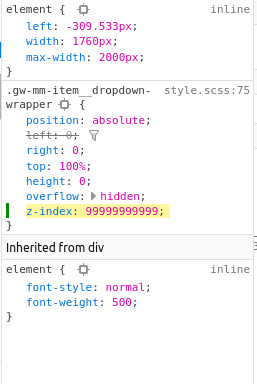 element { inline
left: -309.533px;
width: 1760px;
max-width: 2000px;
}
.gw-mm-item__dropdown- style.scss:75
wrapper {
position: absolute;
left: 0;
right: 0;
top: 100%;
height: 0;
overflow: hidden;
z-index: 99999999999;
}
Inherited from div
element { inline
font-style: normal;
font-weight: 500;
}